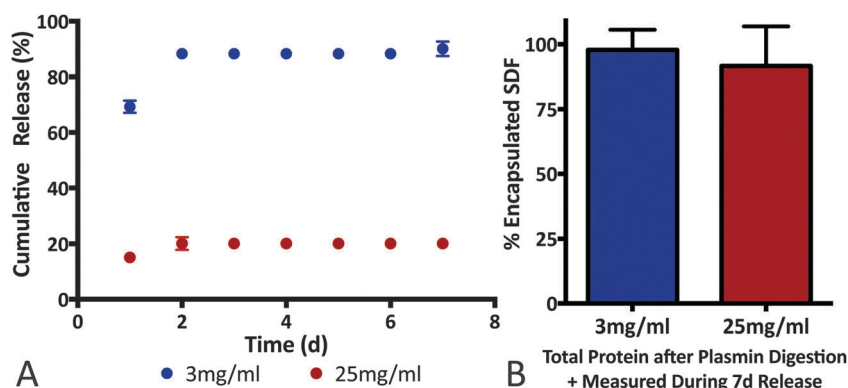 Cumulative Release (%)
100
80
60
40
20
0
0 2 4 6 8
Time (d)
A
3mg/ml 25mg/ml
% Encapsulated SDF
100
75
50
25
0
3mg/ml 25mg/ml
B
Total Protein after Plasmin Digestion
+ Measured During 7d Release